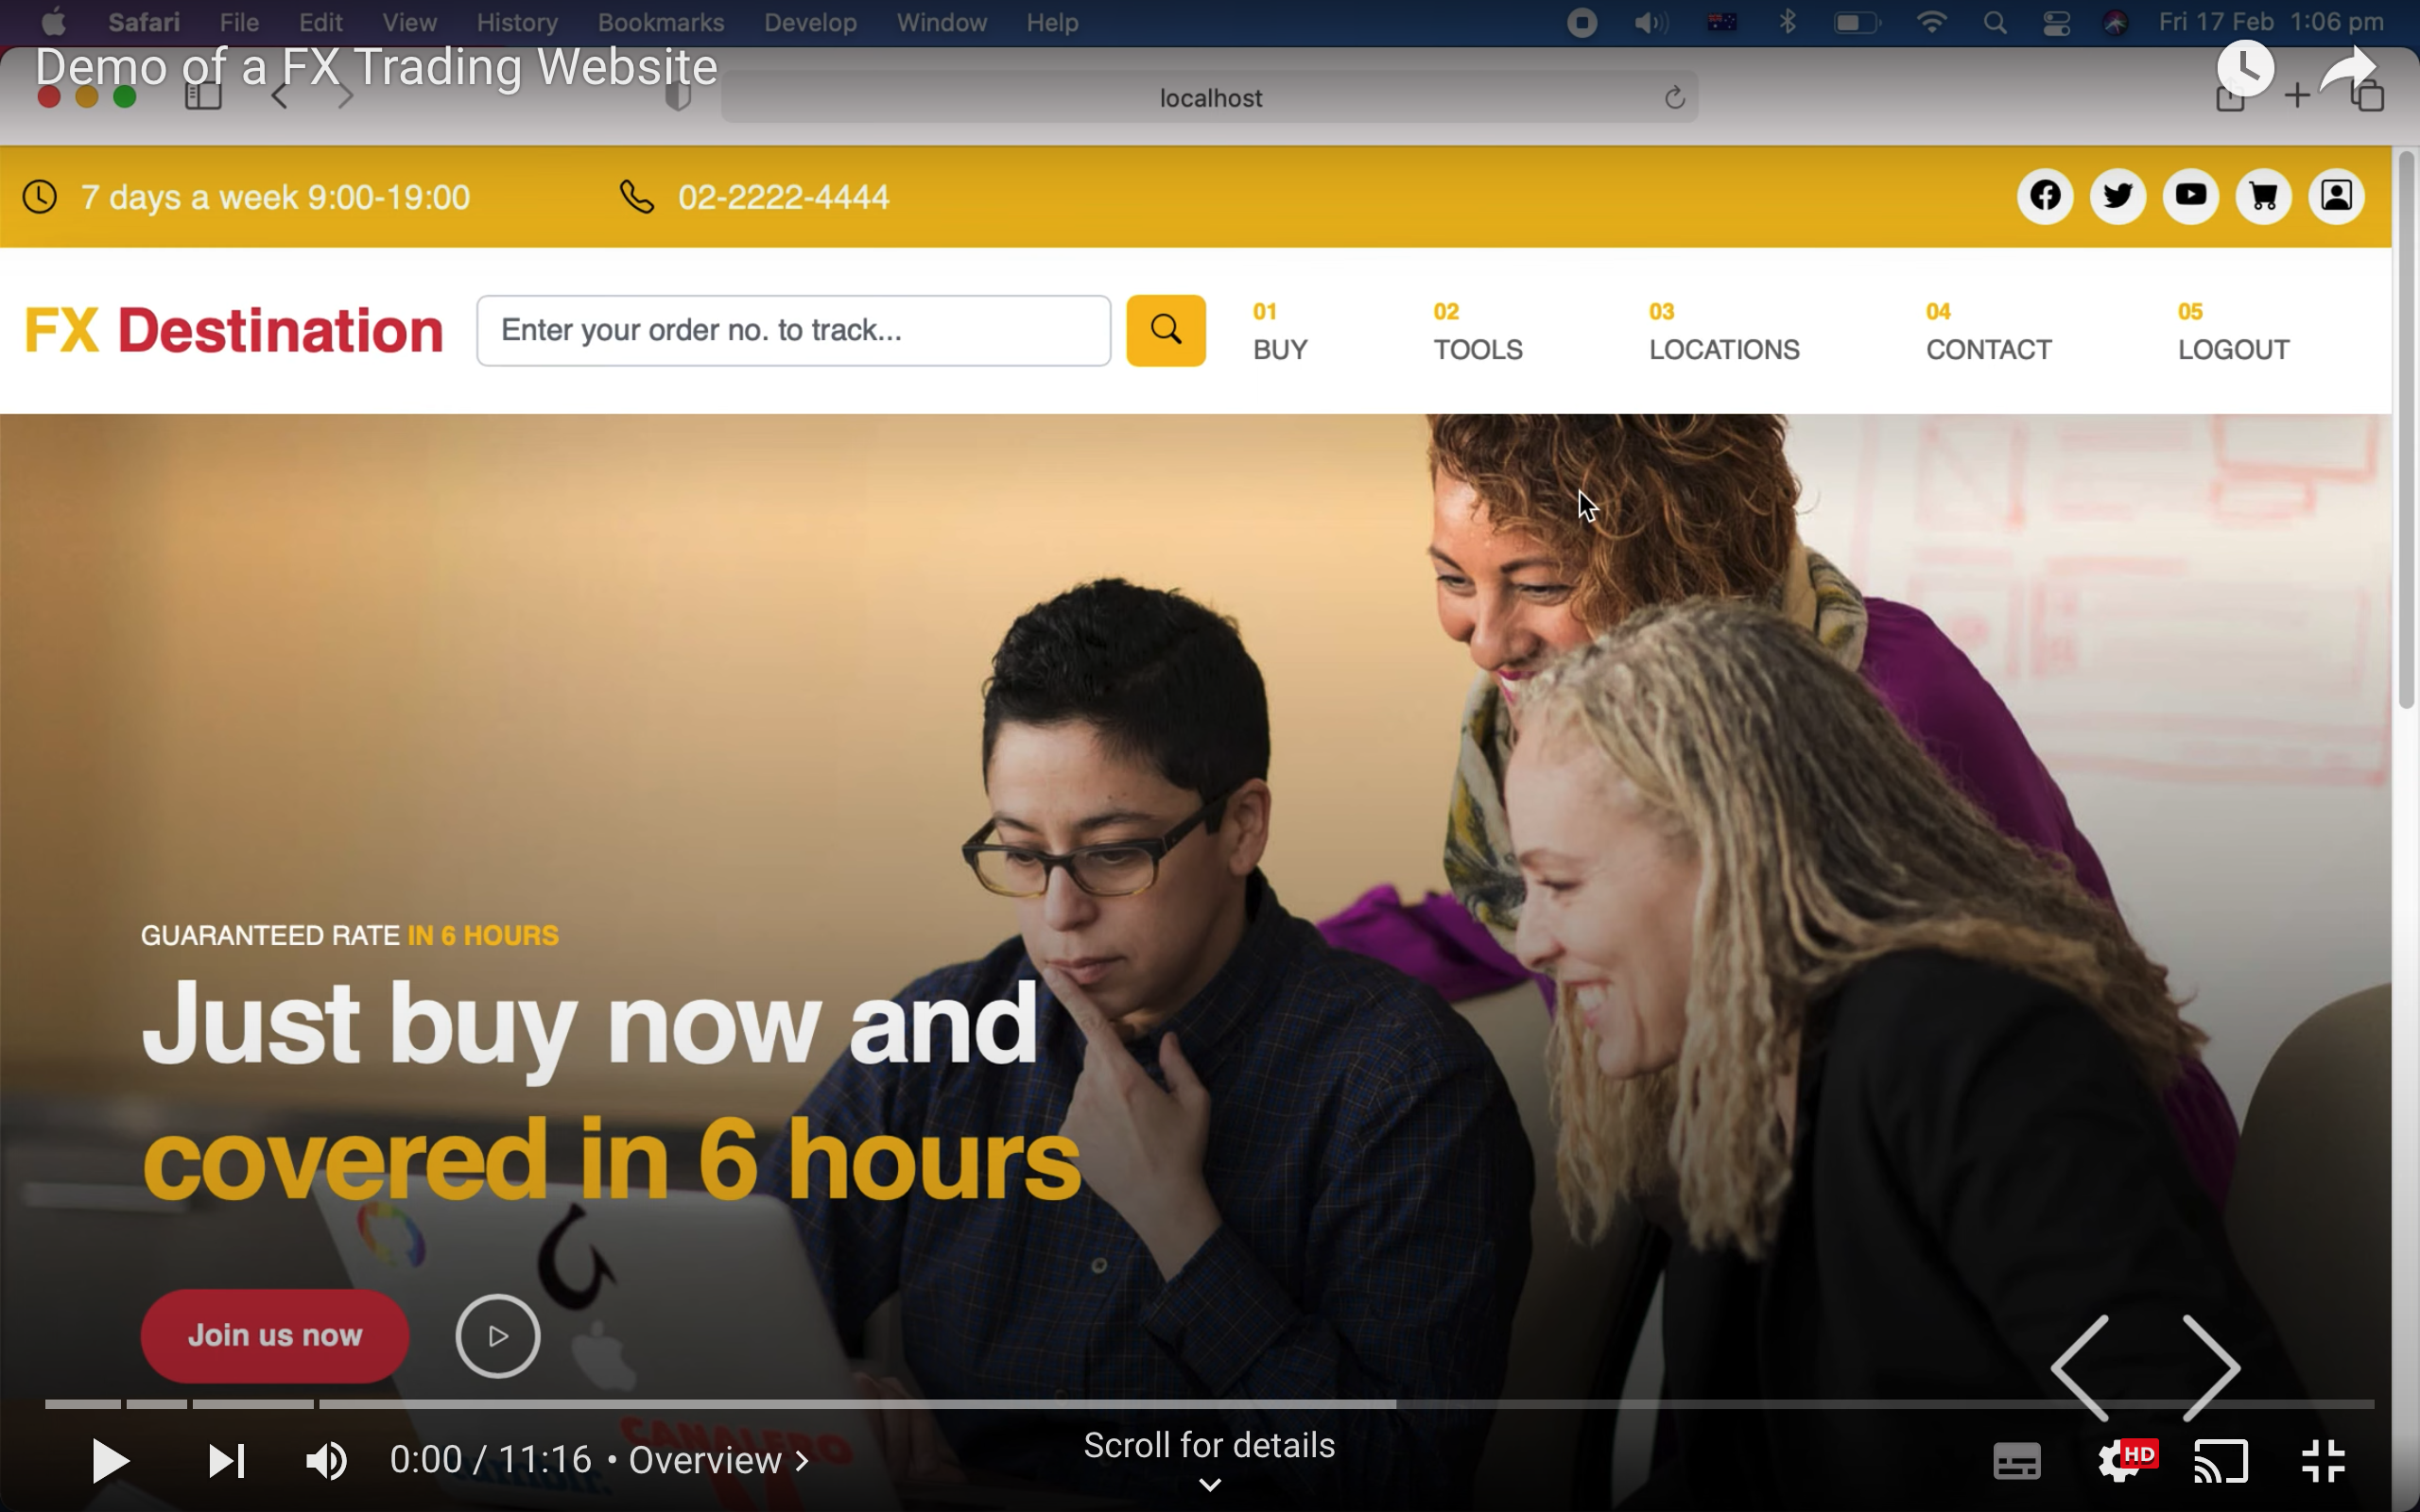 Safari File Edit View History Bookmarks Develop Window Help Fri 17 Feb 1:06 pm
Demo of a FX Trading Website
localhost
7 days a week 9:00-19:00 02-2222-4444
FX Destination Enter your order no. to track...
01 BUY
02 TOOLS
03 LOCATIONS
04 CONTACT
05 LOGOUT
GUARANTEED RATE IN 6 HOURS
Just buy now and
covered in 6 hours
Join us now
0:00 / 11:16 • Overview
Scroll for details
HD